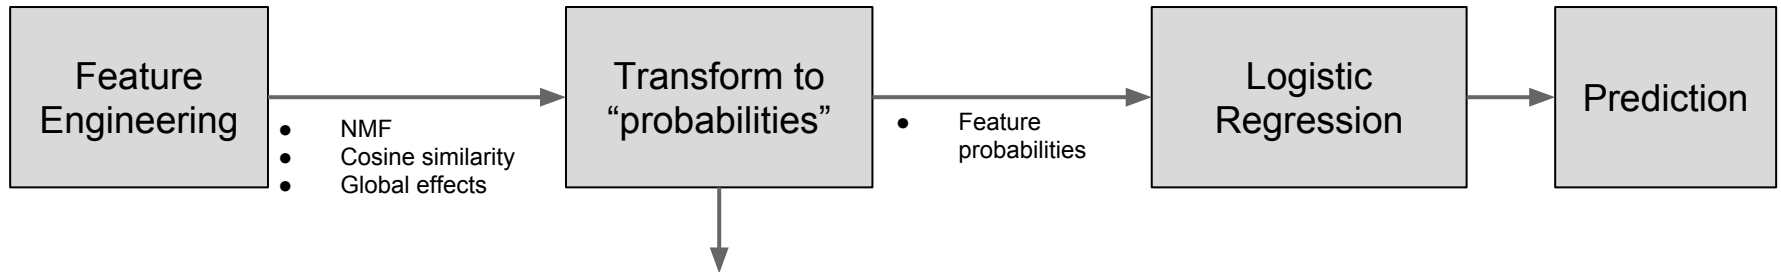 Feature
Engineering
● NMF
● Cosine similarity
● Global effects
Transform to
“probabilities”
● Feature
probabilities
Logistic
Regression
Prediction